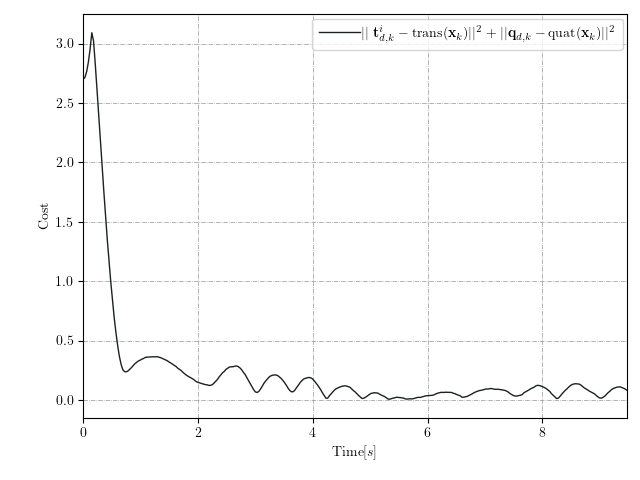 || t^i_{d,k} − trans(x_k)||^2 + ||q_{d,k} − quat(x_k)||^2
3.0
2.5
2.0
1.5
1.0
0.5
0.0
Cost
0 2 4 6 8
Time[s]